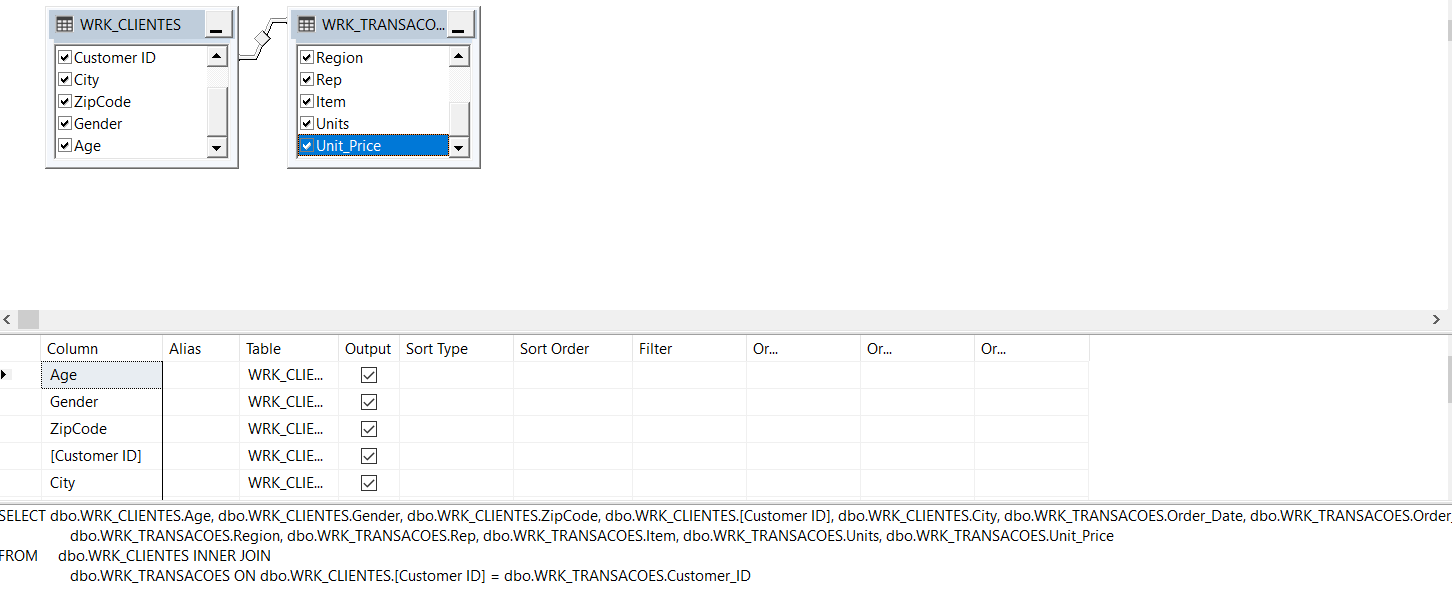 WRK_CLIENTES
Customer ID
City
ZipCode
Gender
Age
WRK_TRANSACO...
Region
Rep
Item
Units
Unit_Price
Column Alias Table Output Sort Type Sort Order Filter Or... Or... Or...
Age WRK_CLIE...
Gender WRK_CLIE...
ZipCode WRK_CLIE...
[Customer ID] WRK_CLIE...
City WRK_CLIE...
SELECT dbo.WRK_CLIENTES.Age, dbo.WRK_CLIENTES.Gender, dbo.WRK_CLIENTES.ZipCode, dbo.WRK_CLIENTES.[Customer ID], dbo.WRK_CLIENTES.City, dbo.WRK_TRANSACOES.Order_Date, dbo.WRK_TRANSACOES.Order_
dbo.WRK_TRANSACOES.Region, dbo.WRK_TRANSACOES.Rep, dbo.WRK_TRANSACOES.Item, dbo.WRK_TRANSACOES.Units, dbo.WRK_TRANSACOES.Unit_Price
FROM dbo.WRK_CLIENTES INNER JOIN
dbo.WRK_TRANSACOES ON dbo.WRK_CLIENTES.[Customer ID] = dbo.WRK_TRANSACOES.Customer_ID